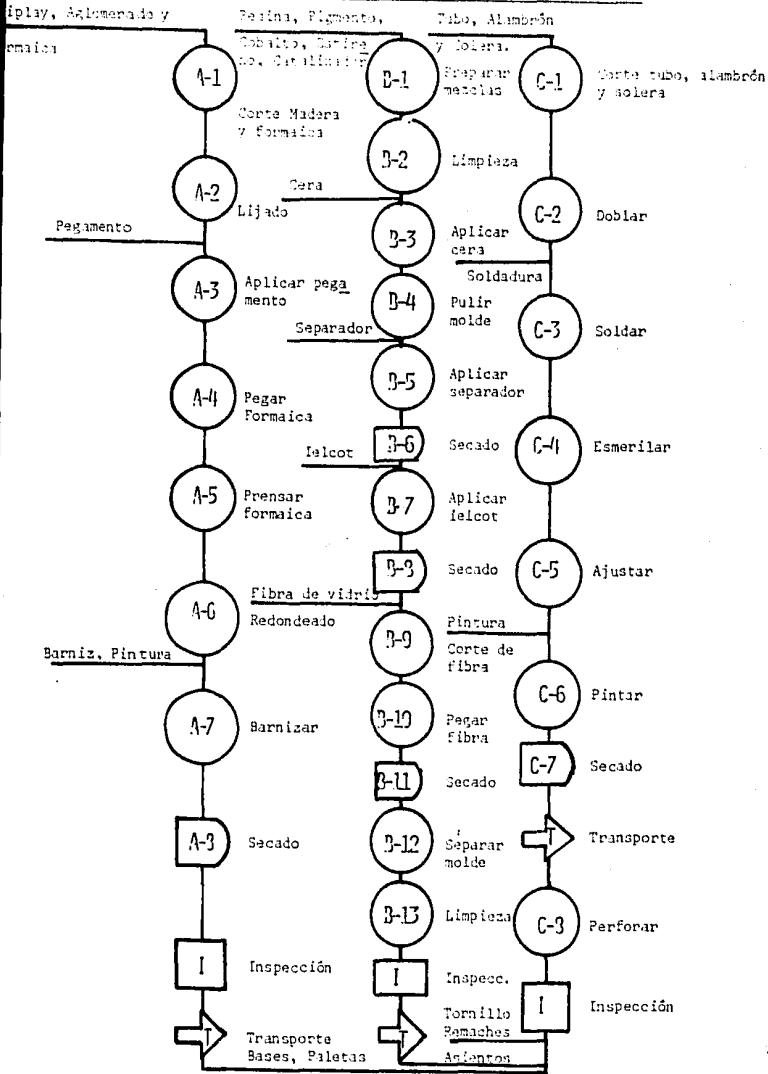 iplay, Aglomerado y
rmaica
A-1
Corte Madera
y formaica
A-2
Lijado
Pegamento
A-3
Aplicar pega
mento
A-4
Pegar
Formaica
A-5
Prensar
formaica
A-6
Redondeado
Barniz, Pintura
A-7
Barnizar
A-8
Secado
I
Inspección
T
Transporte
Bases, Paletas
Resina, Pigmento,
Cobalto, Estire
no, Catalizador
B-1
Preparar
mezclas
B-2
Limpieza
Cera
B-3
Aplicar
cera
B-4
Pulir
molde
Separador
B-5
Aplicar
separador
B-6
Secado
Ielcot
B-7
Aplicar
ielcot
B-8
Secado
Fibra de vidrio
B-9
Corte de
fibra
B-10
Pegar
fibra
B-11
Secado
B-12
Séparar
molde
B-13
Limpieza
I
Inspecc.
T
Asientos
Tubo, Alambrón
y Solera.
C-1
Corte tubo, alambrón
y solera
C-2
Doblar
Soldadura
C-3
Soldar
C-4
Esmerilar
C-5
Ajustar
Pintura
C-6
Pintar
C-7
Secado
T
Transporte
C-8
Perforar
I
Inspección
Tornillo
Remaches